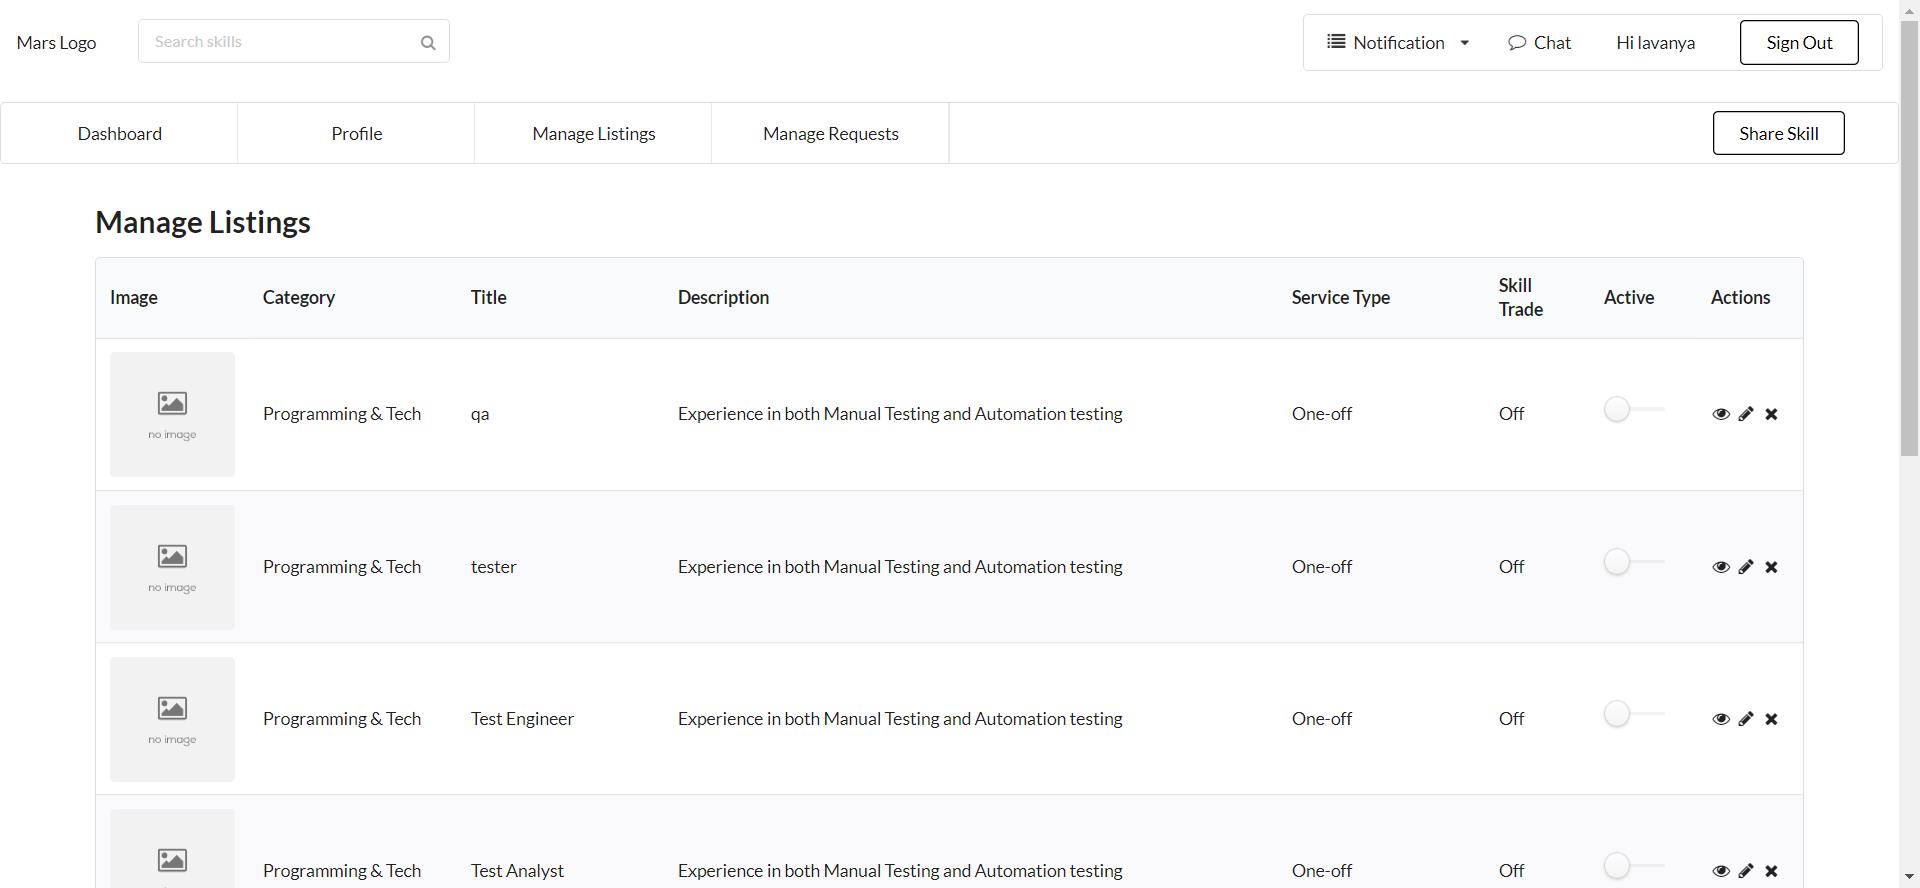 Mars Logo
Search skills
Notification
Chat
Hi lavanya
Sign Out
Dashboard
Profile
Manage Listings
Manage Requests
Share Skill
Manage Listings
Image
Category
Title
Description
Service Type
Skill
Trade
Active
Actions
no image
Programming & Tech
qa
Experience in both Manual Testing and Automation testing
One-off
Off
no image
Programming & Tech
tester
Experience in both Manual Testing and Automation testing
One-off
Off
no image
Programming & Tech
Test Engineer
Experience in both Manual Testing and Automation testing
One-off
Off
Programming & Tech
Test Analyst
Experience in both Manual Testing and Automation testing
One-off
Off